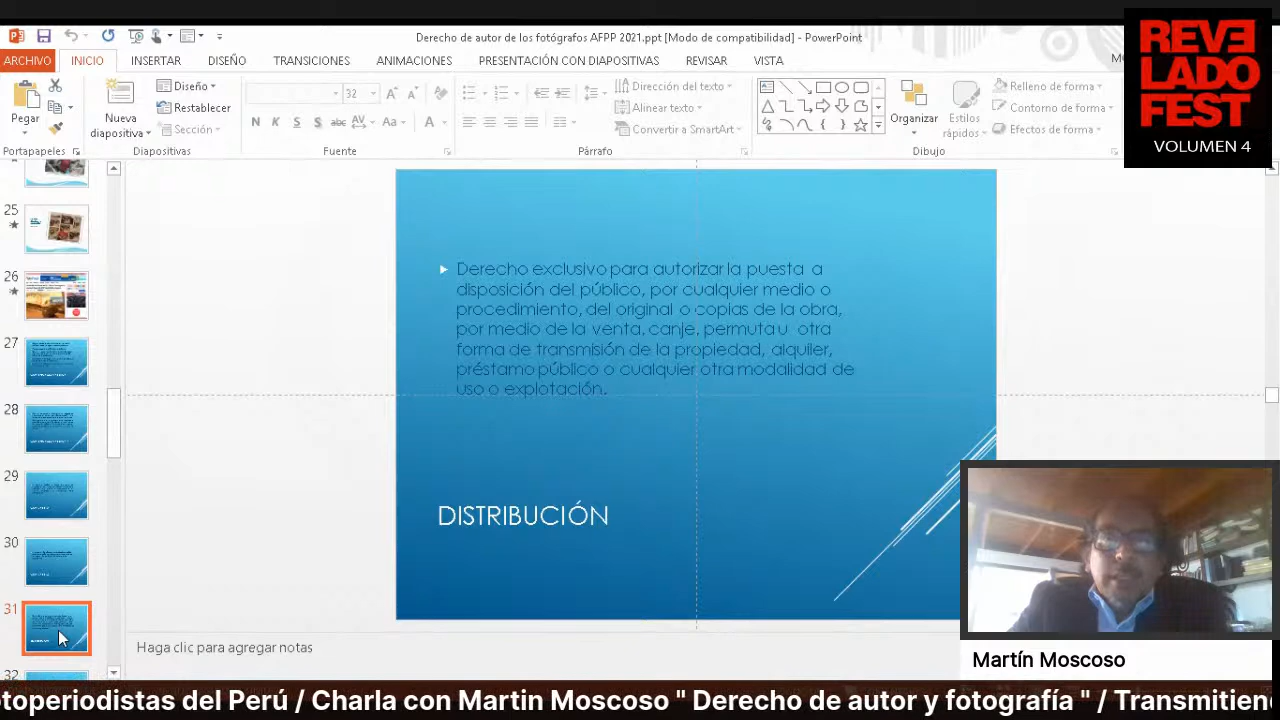 Derecho de autor de los fotógrafos AFPP 2021.ppt [Modo de compatibilidad] - PowerPoint
REVE
LADO
FEST
VOLUMEN 4
ARCHIVO INICIO INSERTAR DISEÑO TRANSICIONES ANIMACIONES PRESENTACIÓN CON DIAPOSITIVAS REVISAR VISTA
Pegar
Nueva
diapositiva
Diseño
Restablecer
Sección
32
N K S S abc AV Aa A
Dirección del texto
Alinear texto
Convertir a SmartArt
Organizar
Estilos
rápidos
Relleno de forma
Contorno de forma
Efectos de forma
Portapapeles Diapositivas Fuente Párrafo Dibujo
25
26
27
28
29
30
31
32
Derecho exclusivo para autorizar la puesta a
disposición del público, por cualquier medio o
procedimiento, del original o copias de la obra,
por medio de la venta, canje, permuta u otra
forma de transmisión de la propiedad, alquiler,
préstamo público o cualquier otra modalidad de
uso o explotación.
DISTRIBUCIÓN
Haga clic para agregar notas
Martín Moscoso
toperiodistas del Perú / Charla con Martin Moscoso " Derecho de autor y fotografía " / Transmitien